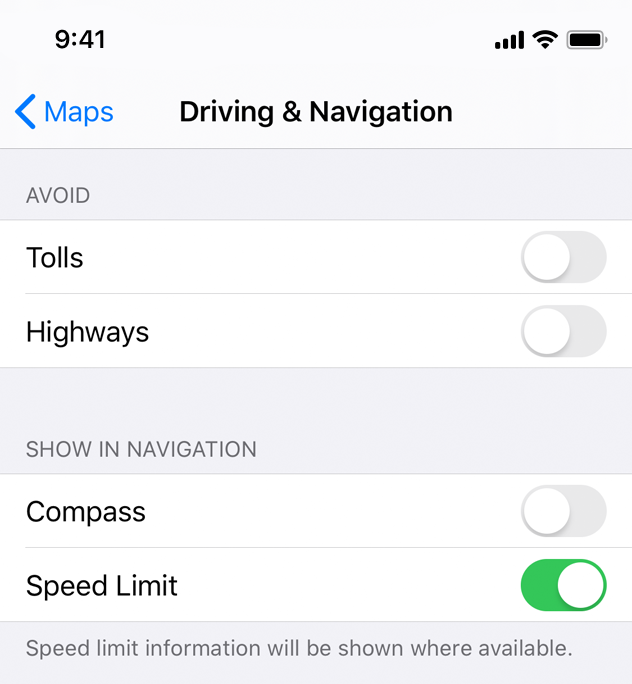 9:41
Maps Driving & Navigation
AVOID
Tolls
Highways
SHOW IN NAVIGATION
Compass
Speed Limit
Speed limit information will be shown where available.